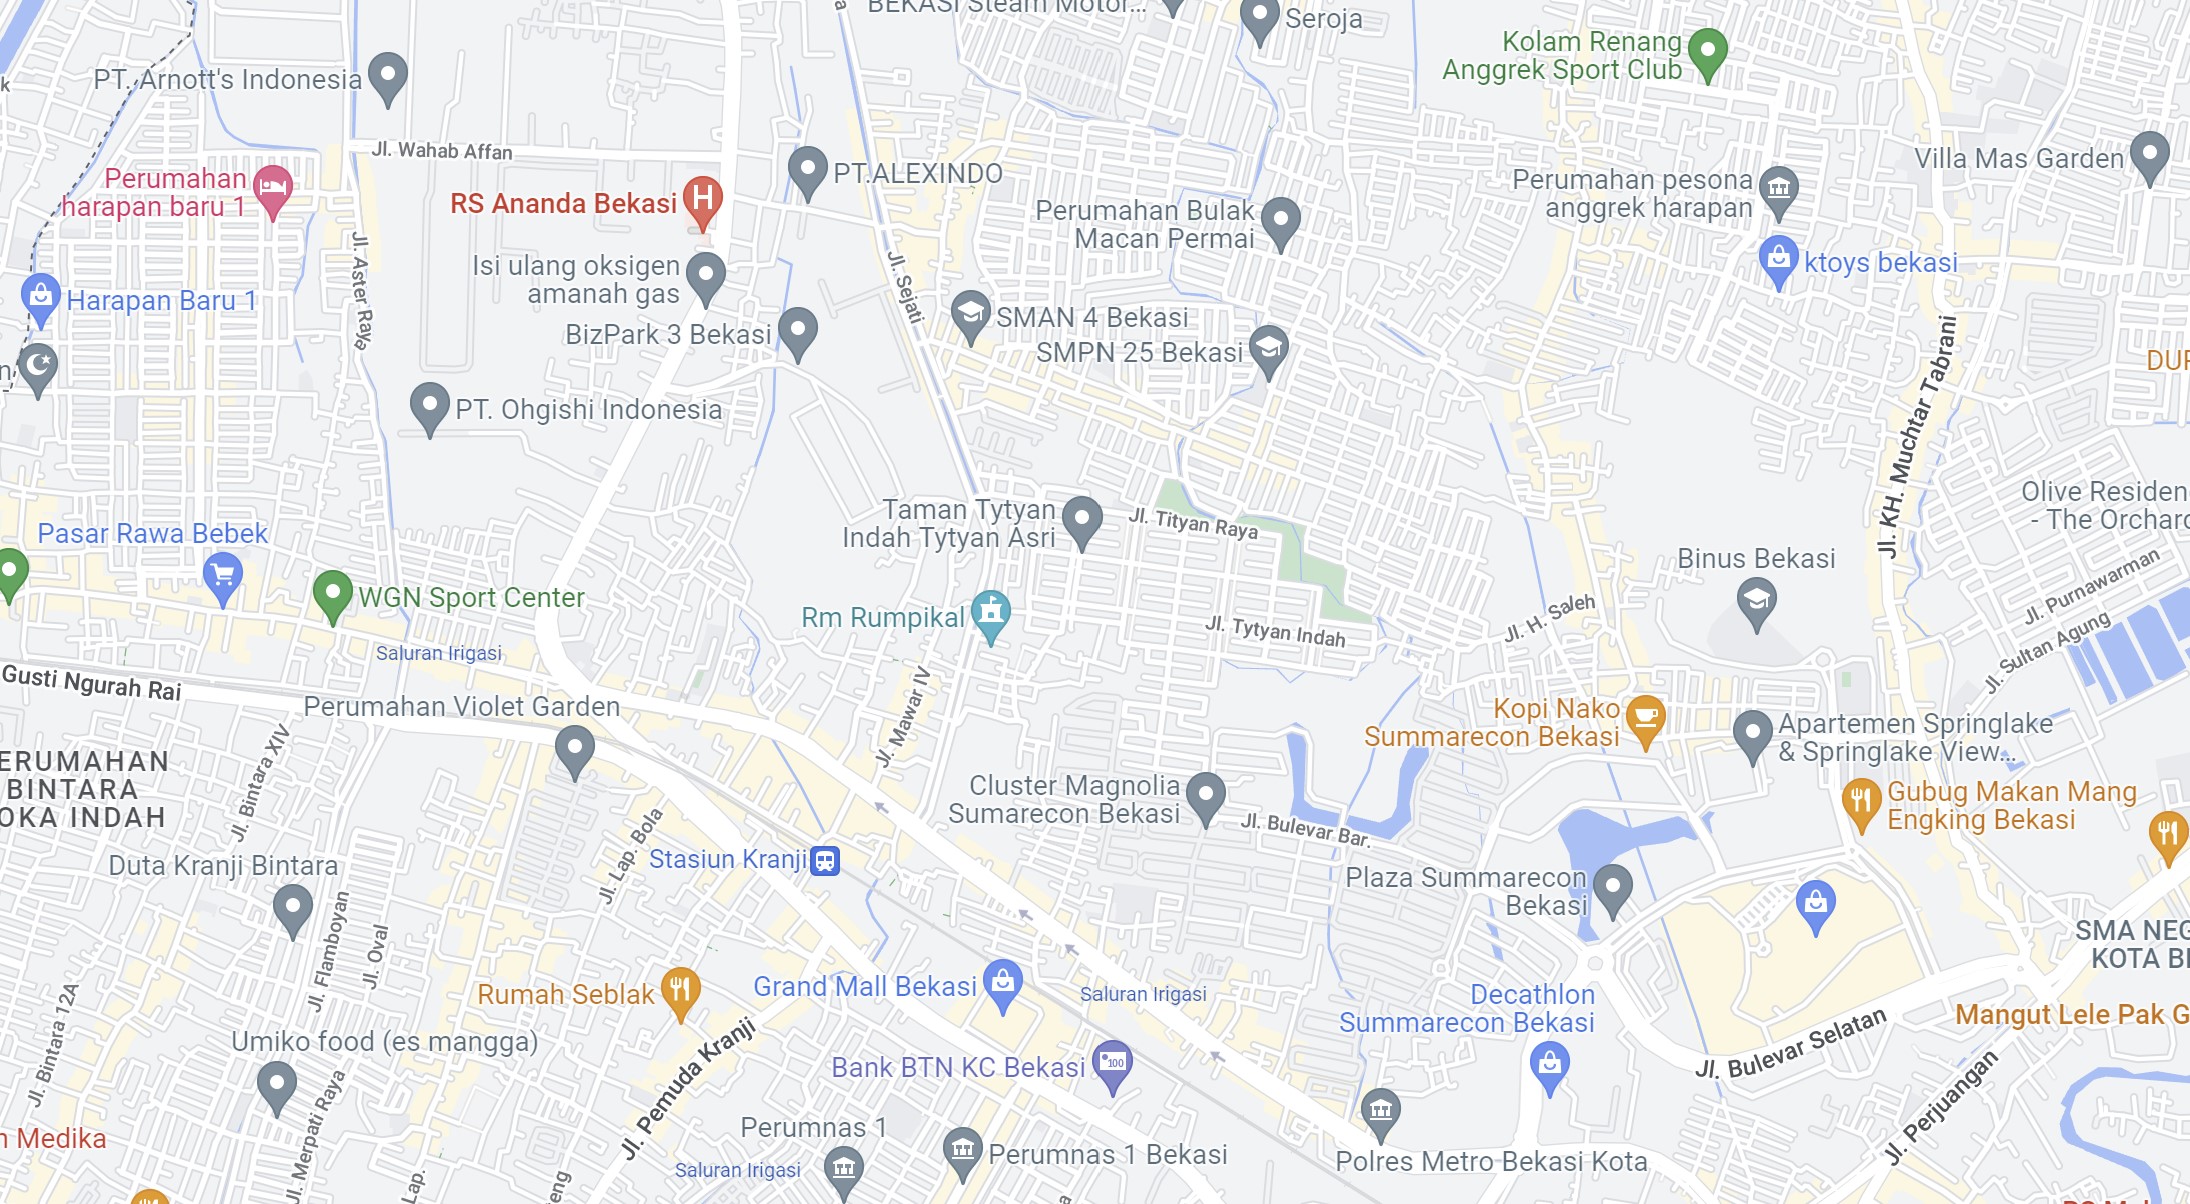 BEKASI Steam Motor...
Seroja
Kolam Renang
Anggrek Sport Club
PT. Arnott's Indonesia
Jl. Wahab Affan
PT.ALEXINDO
Villa Mas Garden
Perumahan
harapan baru 1
RS Ananda Bekasi
Perumahan pesona
anggrek harapan
Perumahan Bulak
Macan Permai
Jl. Aster Raya
Jl. Sejati
Isi ulang oksigen
amanah gas
ktoys bekasi
Harapan Baru 1
SMAN 4 Bekasi
BizPark 3 Bekasi
SMPN 25 Bekasi
Jl. KH. Muchtar Tabrani
DUR
PT. Ohgishi Indonesia
Olive Residen
- The Orchard
Taman Tytyan
Indah Tytyan Asri
Jl. Tityan Raya
Pasar Rawa Bebek
Binus Bekasi
WGN Sport Center
Jl. Purnawarman
Rm Rumpikal
Jl. H. Saleh
Jl. Tytyan Indah
Jl. Sultan Agung
Saluran Irigasi
Gusti Ngurah Rai
Perumahan Violet Garden
Jl. Mawar IV
Kopi Nako
Summarecon Bekasi
Apartemen Springlake
& Springlake View...
ERUMAHAN
BINTARA
OKA INDAH
Jl. Bintara XIV
Cluster Magnolia
Sumarecon Bekasi
Gubug Makan Mang
Engking Bekasi
Jl. Bulevar Bar.
Jl. Lap. Bola
Stasiun Kranji
Duta Kranji Bintara
Plaza Summarecon
Bekasi
Jl. Flamboyan
Jl. Oval
SMA NEG
KOTA BE
Grand Mall Bekasi
Saluran Irigasi
Rumah Seblak
Decathlon
Summarecon Bekasi
Mangut Lele Pak G
Jl. Bintara 12A
Umiko food (es mangga)
Jl. Bulevar Selatan
Bank BTN KC Bekasi
100
Jl. Pemuda Kranji
Jl. Perjuangan
Jl. Merpati Raya
Perumnas 1
n Medika
Perumnas 1 Bekasi
Polres Metro Bekasi Kota
Saluran Irigasi
Lap.
eng